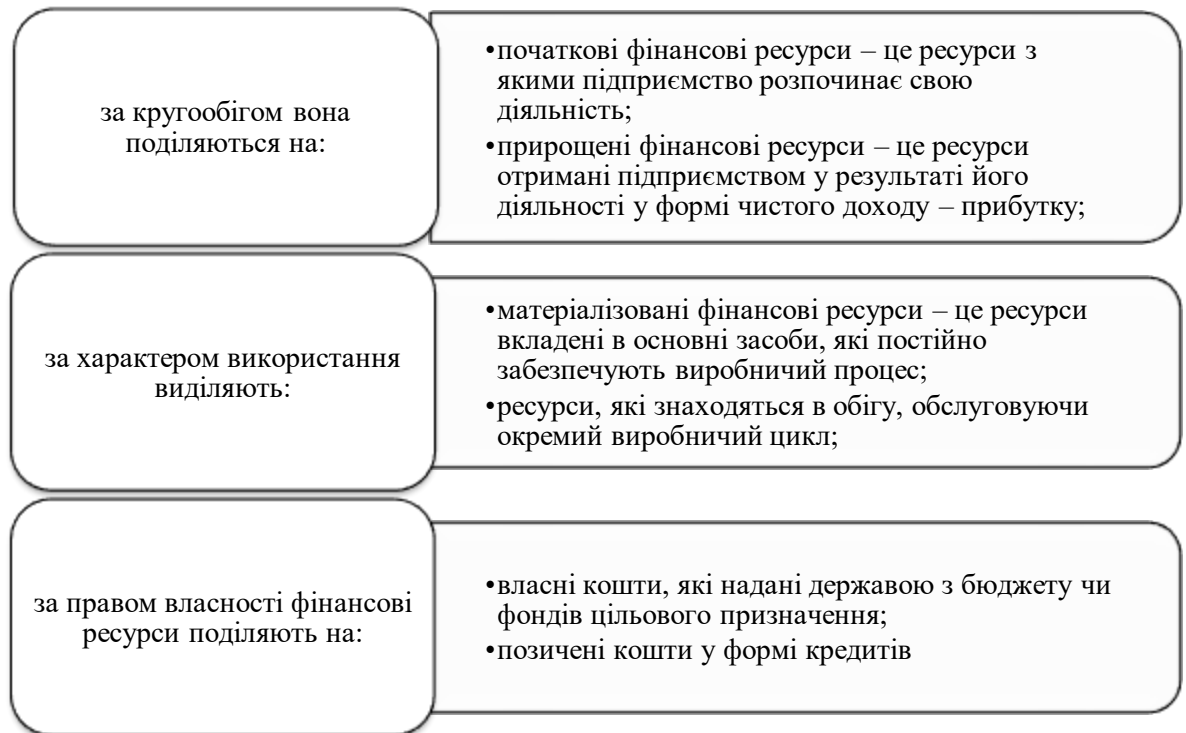 за кругообігом вона
поділяються на:
•початкові фінансові ресурси – це ресурси з
якими підприємство розпочинає свою
діяльність;
•прирощені фінансові ресурси – це ресурси
отримані підприємством у результаті його
діяльності у формі чистого доходу – прибутку;
за характером використання
виділяють:
•матеріалізовані фінансові ресурси – це ресурси
вкладені в основні засоби, які постійно
забезпечують виробничий процес;
•ресурси, які знаходяться в обігу, обслуговуючи
окремий виробничий цикл;
за правом власності фінансові
ресурси поділяють на:
•власні кошти, які надані державою з бюджету чи
фондів цільового призначення;
•позичені кошти у формі кредитів